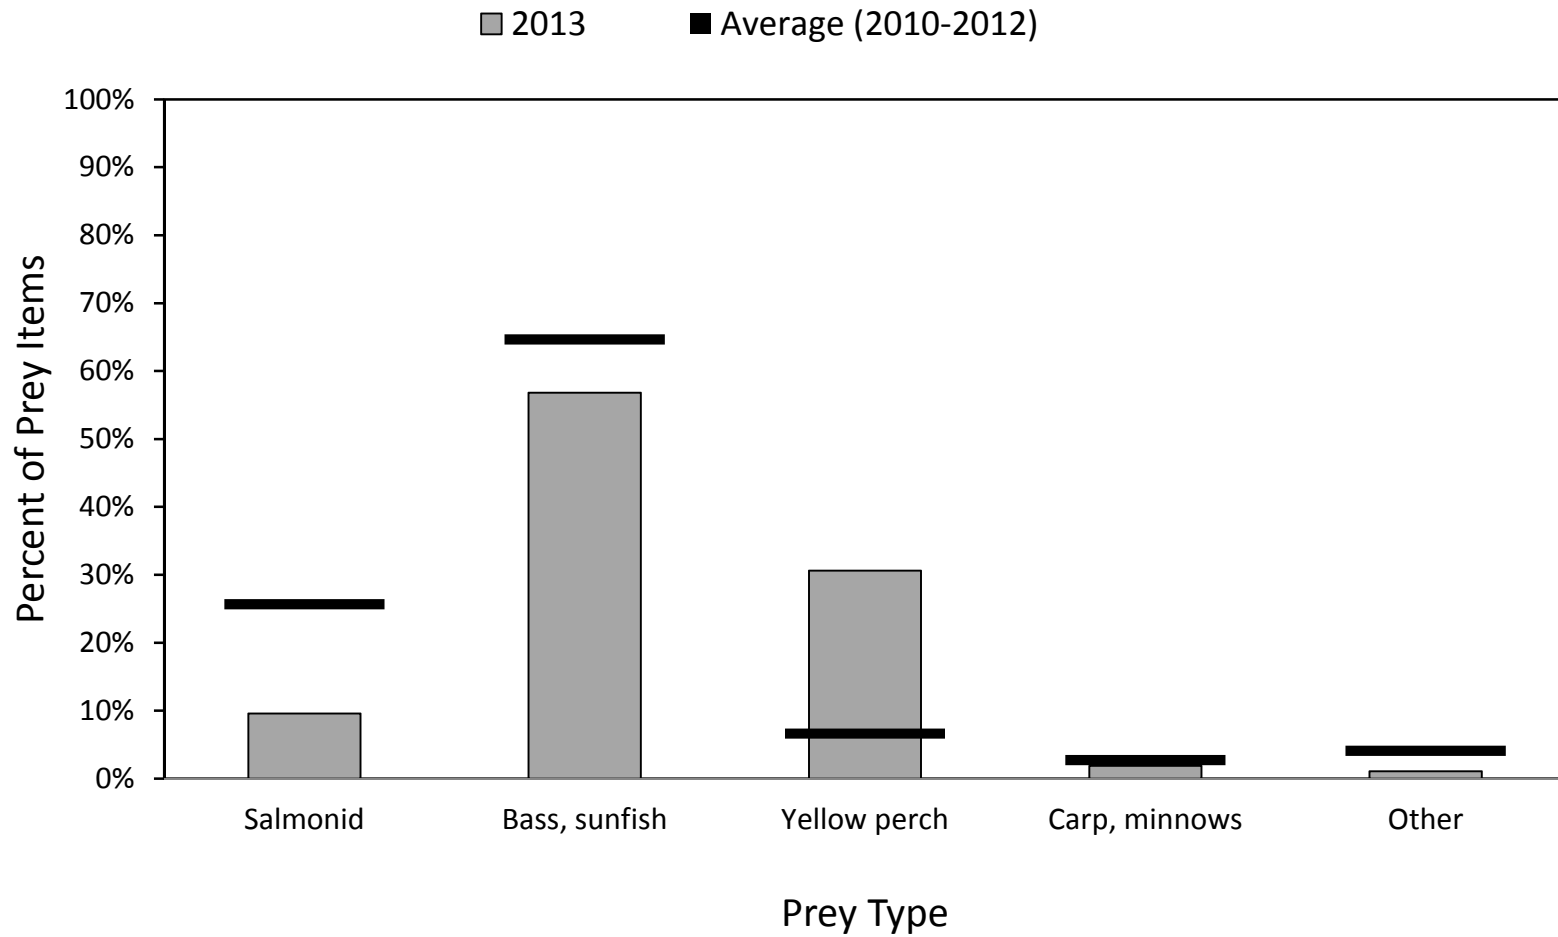 2013
Average (2010-2012)
100%
90%
80%
70%
60%
50%
40%
30%
20%
10%
0%
Percent of Prey Items
Salmonid
Bass, sunfish
Yellow perch
Carp, minnows
Other
Prey Type